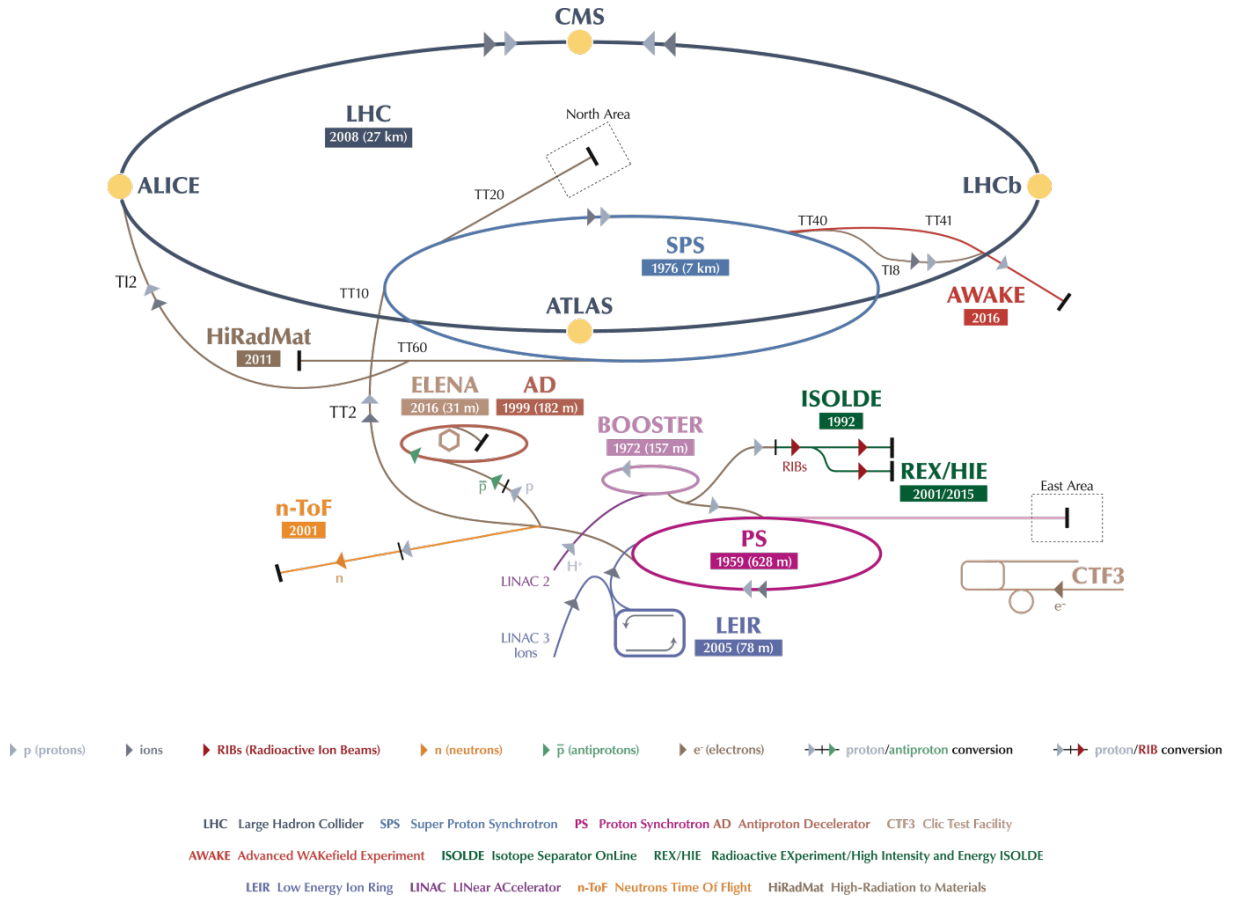 CMS
LHC
2008 (27 km)
North Area
ALICE
LHCb
TT20
TT40
TT41
SPS
1976 (7 km)
TI8
TI2
TT10
AWAKE
2016
ATLAS
HiRadMat
2011
TT60
ELENA
2016 (31 m)
AD
1999 (182 m)
TT2
ISOLDE
1992
BOOSTER
1972 (157 m)
RIBs
REX/HIE
2001/2015
p̅
p
East Area
n-ToF
2001
n
PS
1959 (628 m)
LINAC 2
H⁺
CTF3
e⁻
LINAC 3
Ions
LEIR
2005 (78 m)
p (protons) ions RIBs (Radioactive Ion Beams) n (neutrons) p̅ (antiprotons) e⁻ (electrons) proton/antiproton conversion proton/RIB conversion
LHC Large Hadron Collider SPS Super Proton Synchrotron PS Proton Synchrotron AD Antiproton Decelerator CTF3 Clic Test Facility
AWAKE Advanced WAKefield Experiment ISOLDE Isotope Separator OnLine REX/HIE Radioactive EXperiment/High Intensity and Energy ISOLDE
LEIR Low Energy Ion Ring LINAC LINear ACcelerator n-ToF Neutrons Time Of Flight HiRadMat High-Radiation to Materials